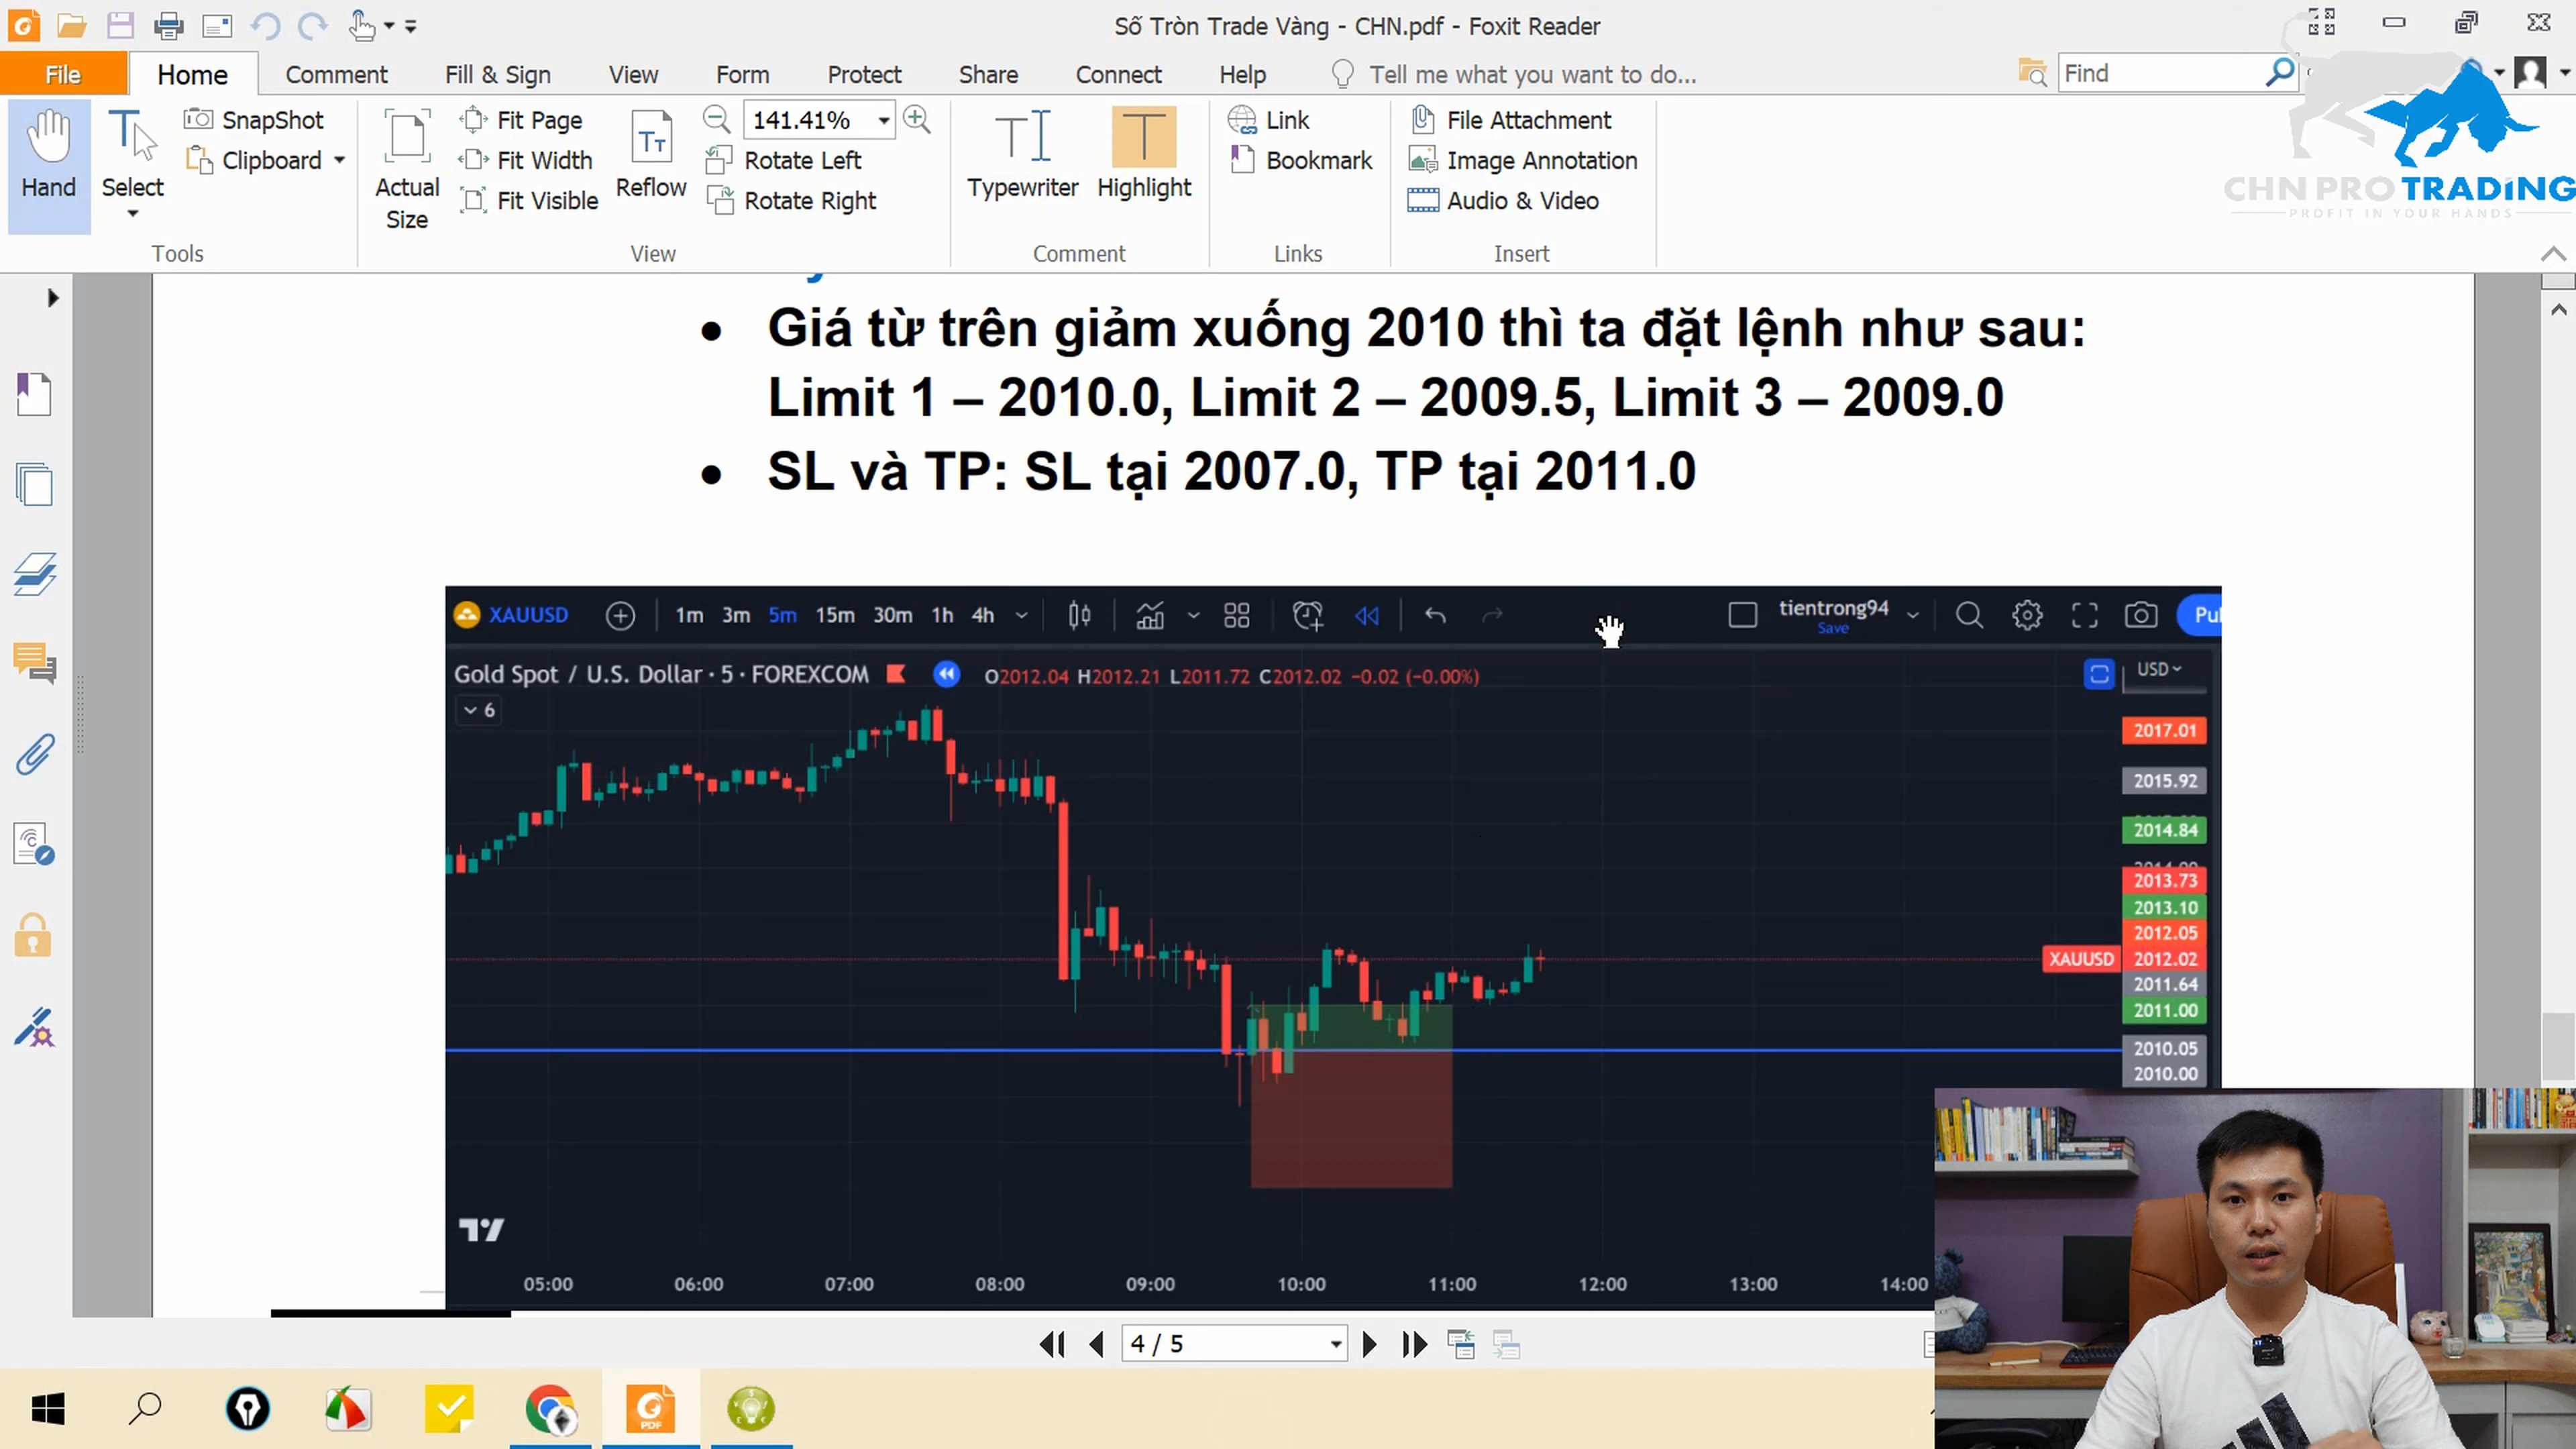 Số Tròn Trade Vàng - CHN.pdf - Foxit Reader
File
Home
Comment
Fill & Sign
View
Form
Protect
Share
Connect
Help
Tell me what you want to do...
Find
Hand
Select
SnapShot
Clipboard
Tools
Actual
Size
Fit Page
Fit Width
Fit Visible
Reflow
141.41%
Rotate Left
Rotate Right
View
Typewriter
Highlight
Comment
Link
Bookmark
Links
File Attachment
Image Annotation
Audio & Video
Insert
CHN PRO TRADING
PROFIT IN YOUR HANDS
• Giá từ trên giảm xuống 2010 thì ta đặt lệnh như sau:
Limit 1 – 2010.0, Limit 2 – 2009.5, Limit 3 – 2009.0
• SL và TP: SL tại 2007.0, TP tại 2011.0
XAUUSD 1m 3m 5m 15m 30m 1h 4h
tientrong94
Save
Pul
Gold Spot / U.S. Dollar · 5 · FOREXCOM O2012.04 H2012.21 L2011.72 C2012.02 −0.02 (−0.00%)
USD
6
2017.01
2015.92
2014.84
2013.73
2013.10
2012.05
XAUUSD 2012.02
2011.64
2011.00
2010.05
2010.00
05:00 06:00 07:00 08:00 09:00 10:00 11:00 12:00 13:00 14:00
4 / 5
PDF